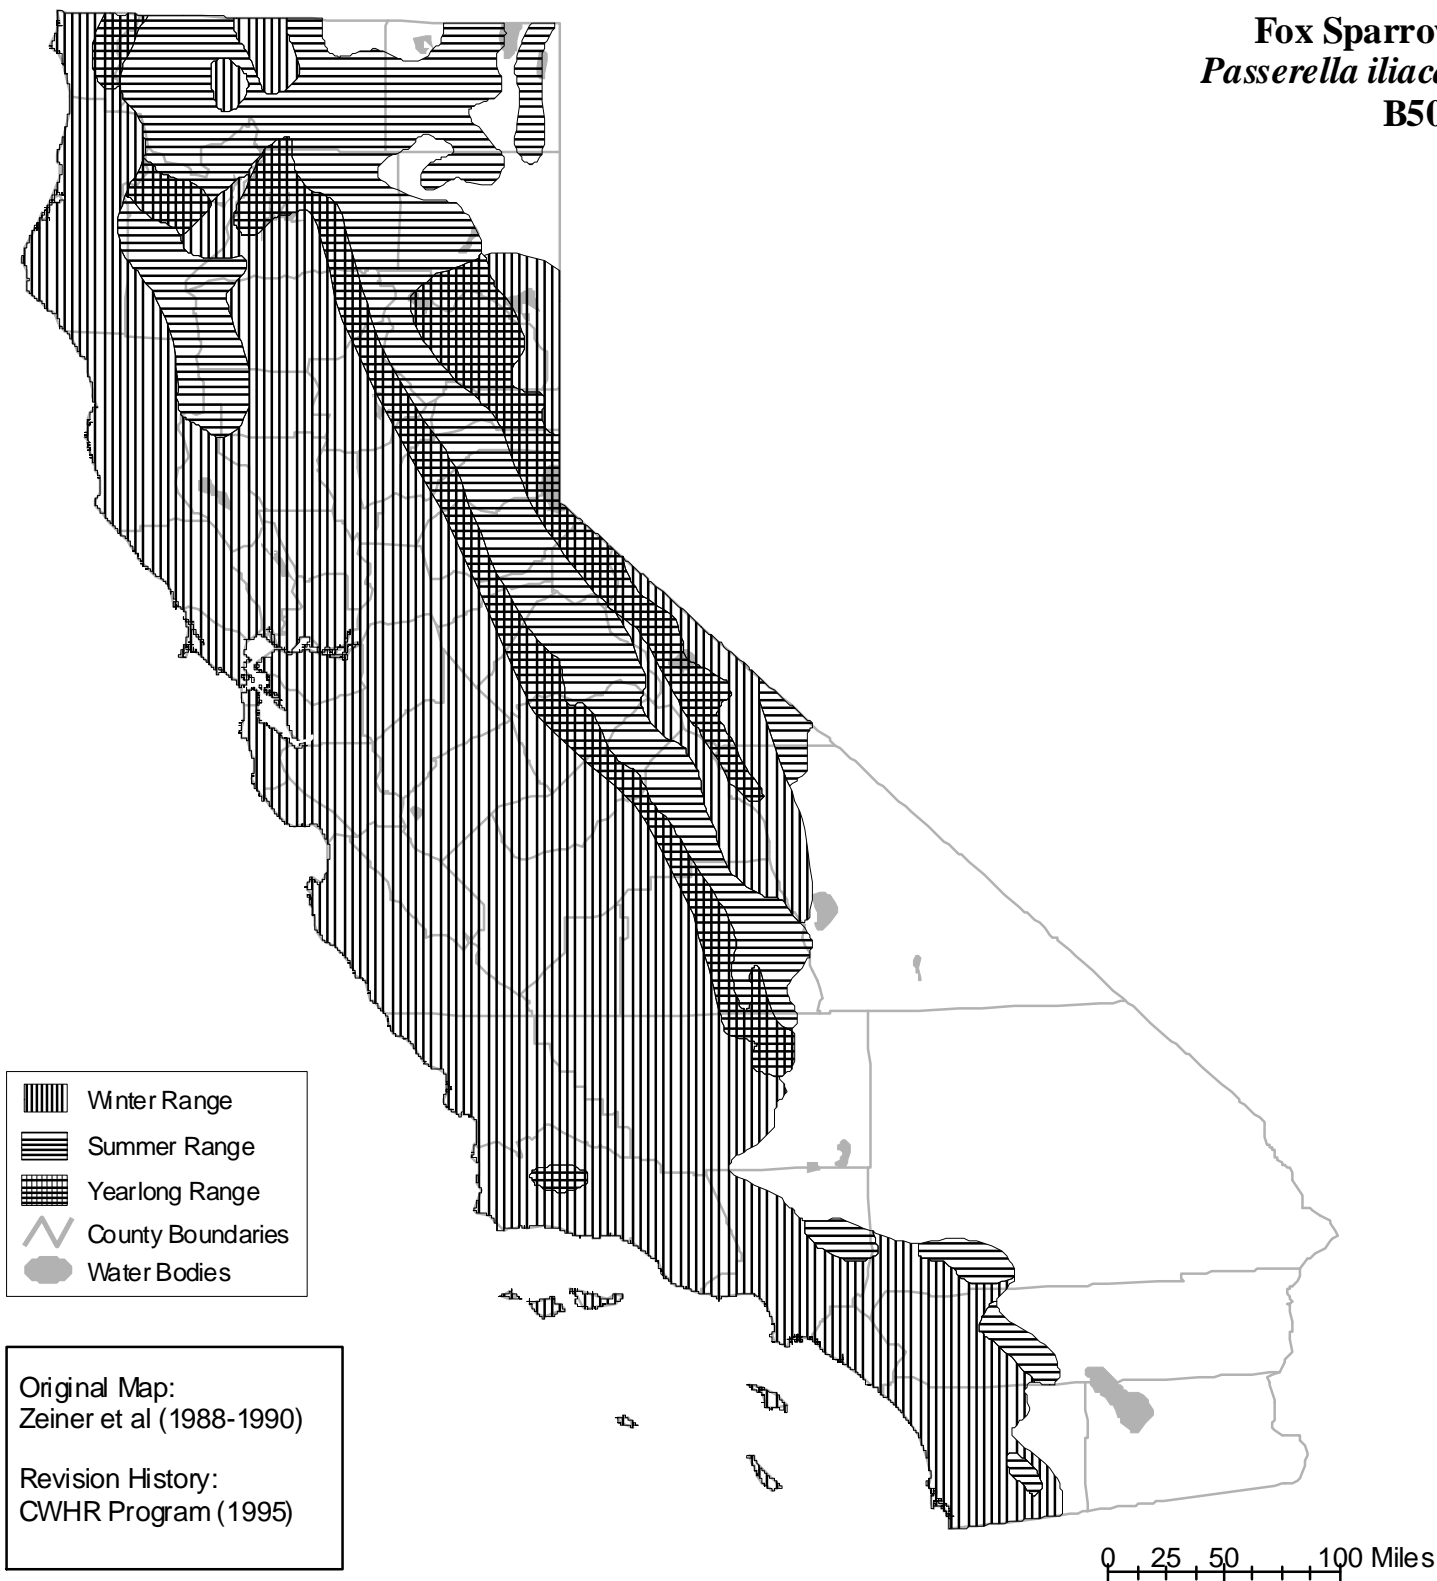 Fox Sparrow
Passerella iliaca
B50
Winter Range
Summer Range
Yearlong Range
County Boundaries
Water Bodies
Original Map:
Zeiner et al (1988-1990)
Revision History:
CWHR Program (1995)
0 25 50 100 Miles